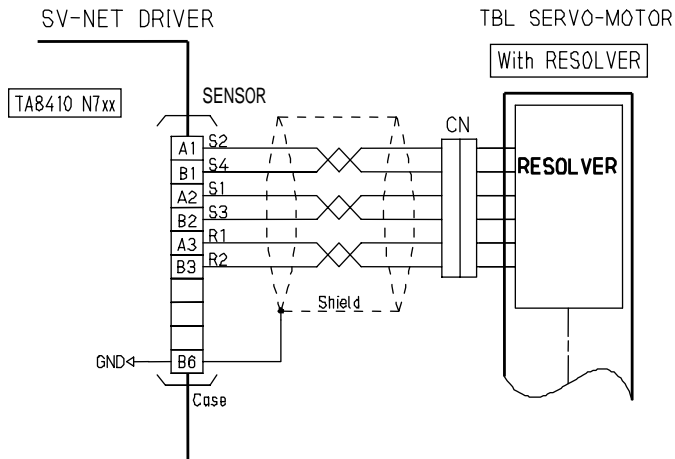 SV-NET DRIVER
TBL SERVO-MOTOR
With RESOLVER
TA8410 N7xx
SENSOR
CN
A1 S2
B1 S4
A2 S1
B2 S3
A3 R1
B3 R2
RESOLVER
Shield
GND B6
Case